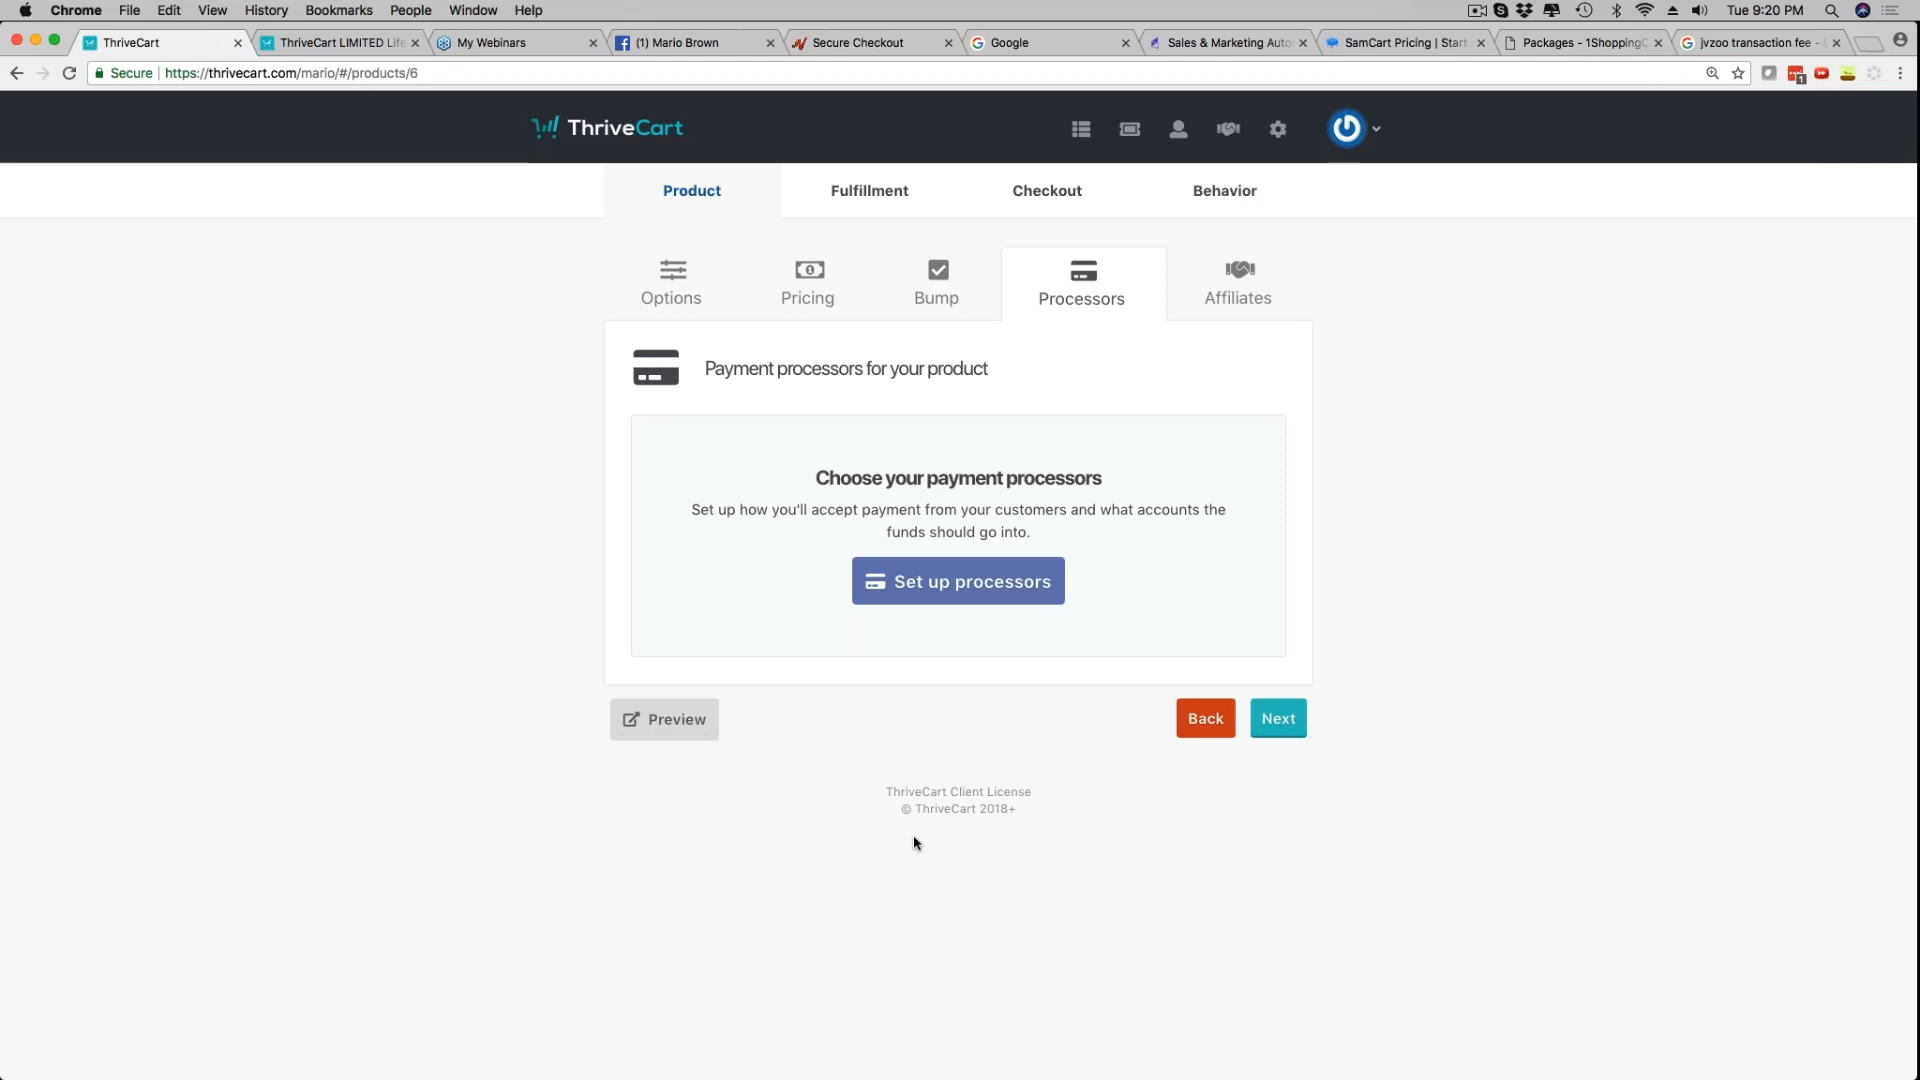 Chrome File Edit View History Bookmarks People Window Help Tue 9:20 PM
ThriveCart ThriveCart LIMITED Life My Webinars (1) Mario Brown Secure Checkout Google Sales & Marketing Auto SamCart Pricing | Start Packages - 1ShoppingC jvzoo transaction fee -
Secure https://thrivecart.com/mario/#/products/6
ThriveCart
Product Fulfillment Checkout Behavior
Options Pricing Bump Processors Affiliates
Payment processors for your product
Choose your payment processors
Set up how you'll accept payment from your customers and what accounts the
funds should go into.
Set up processors
Preview Back Next
ThriveCart Client License
© ThriveCart 2018+